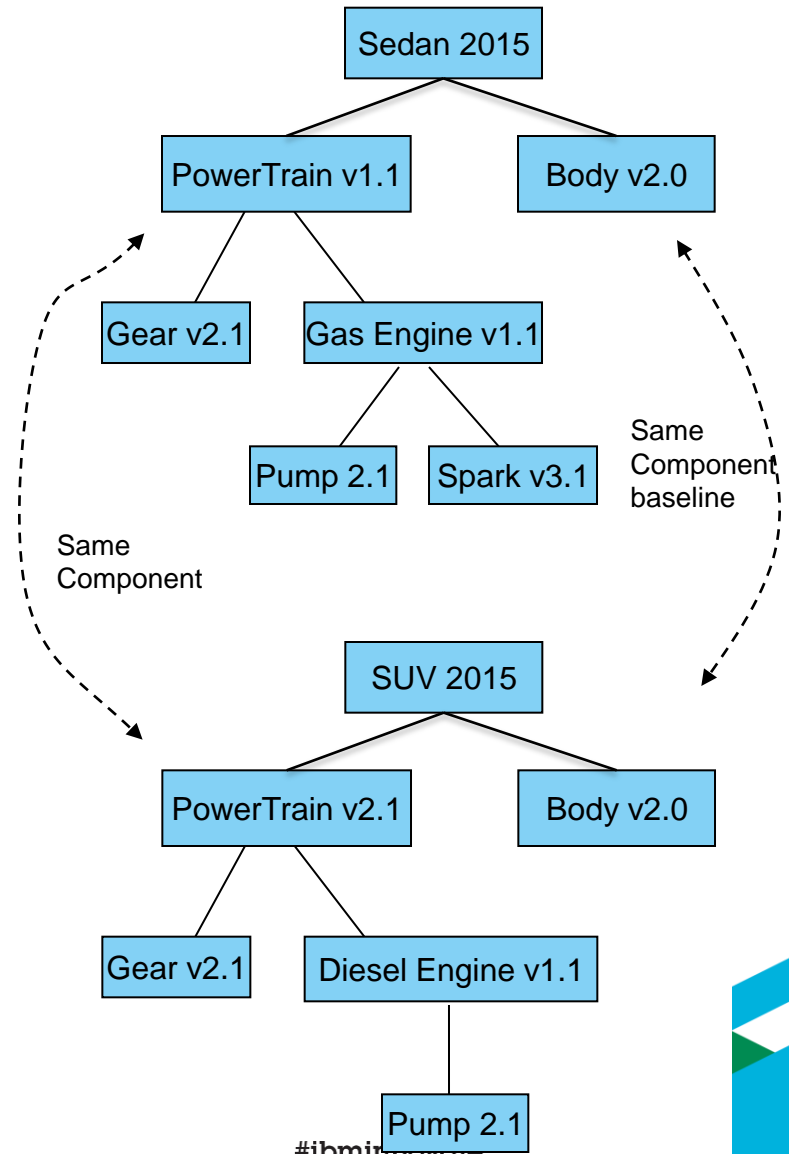 Sedan 2015
PowerTrain v1.1
Body v2.0
Gear v2.1
Gas Engine v1.1
Pump 2.1
Spark v3.1
Same
Component
baseline
Same
Component
SUV 2015
PowerTrain v2.1
Body v2.0
Gear v2.1
Diesel Engine v1.1
Pump 2.1